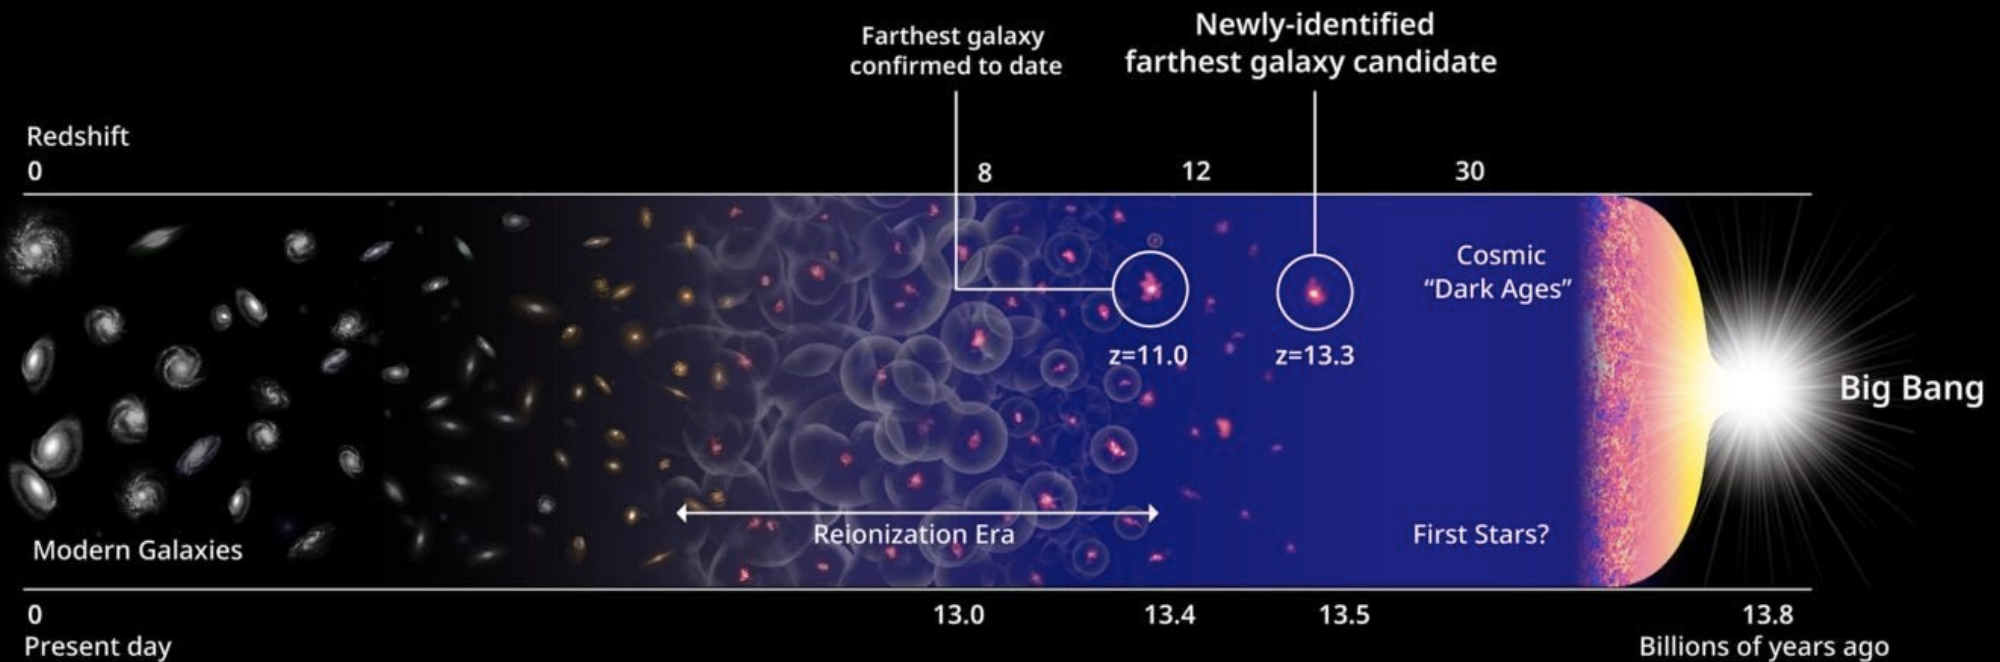 Farthest galaxy
confirmed to date
Newly-identified
farthest galaxy candidate
Redshift
0
8
12
30
Cosmic
“Dark Ages”
z=11.0
z=13.3
Big Bang
Reionization Era
First Stars?
Modern Galaxies
0
13.0
13.4
13.5
13.8
Present day
Billions of years ago